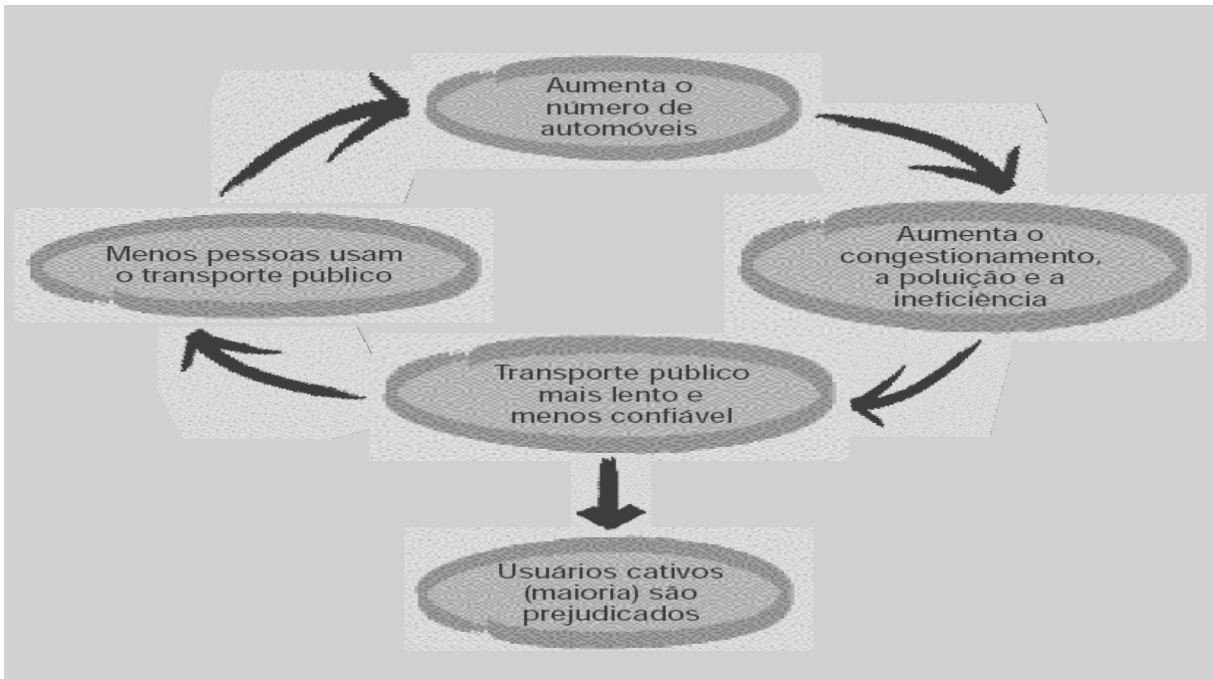 Aumenta o
número de
automóveis
Aumenta o
congestionamento,
a poluição e a
ineficiência
Transporte público
mais lento e
menos confiável
Menos pessoas usam
o transporte público
Usuários cativos
(maioria) são
prejudicados